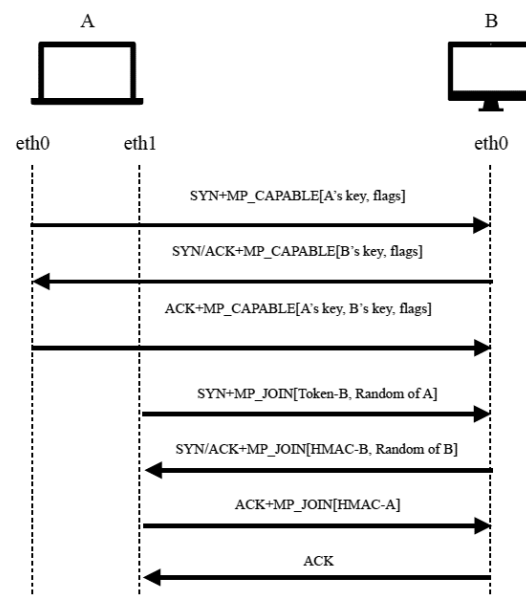 A B
eth0 eth1 eth0
SYN+MP_CAPABLE[A’s key, flags]
SYN/ACK+MP_CAPABLE[B’s key, flags]
ACK+MP_CAPABLE[A’s key, B’s key, flags]
SYN+MP_JOIN[Token-B, Random of A]
SYN/ACK+MP_JOIN[HMAC-B, Random of B]
ACK+MP_JOIN[HMAC-A]
ACK